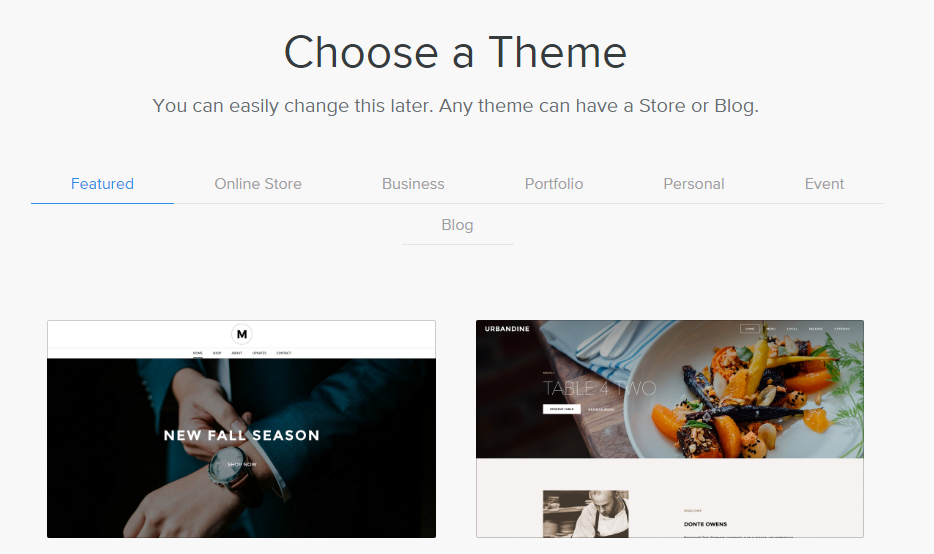 Choose a Theme
You can easily change this later. Any theme can have a Store or Blog.
Featured Online Store Business Portfolio Personal Event
Blog
M
HOME SHOP ABOUT UPDATES CONTACT
NEW FALL SEASON
SHOP NOW
URBANDINE
HOME MENU
TABLE 4 TWO
RESERVE TABLE
DONTE OWENS